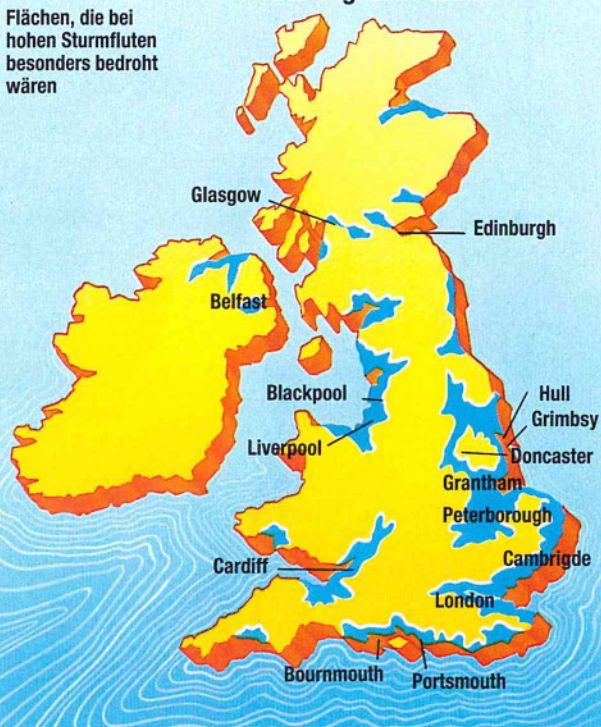 Flächen, die bei
hohen Sturmfluten
besonders bedroht
wären
Glasgow
Edinburgh
Belfast
Blackpool
Hull
Grimbsy
Liverpool
Doncaster
Grantham
Peterborough
Cardiff
Cambrigde
London
Bournmouth
Portsmouth